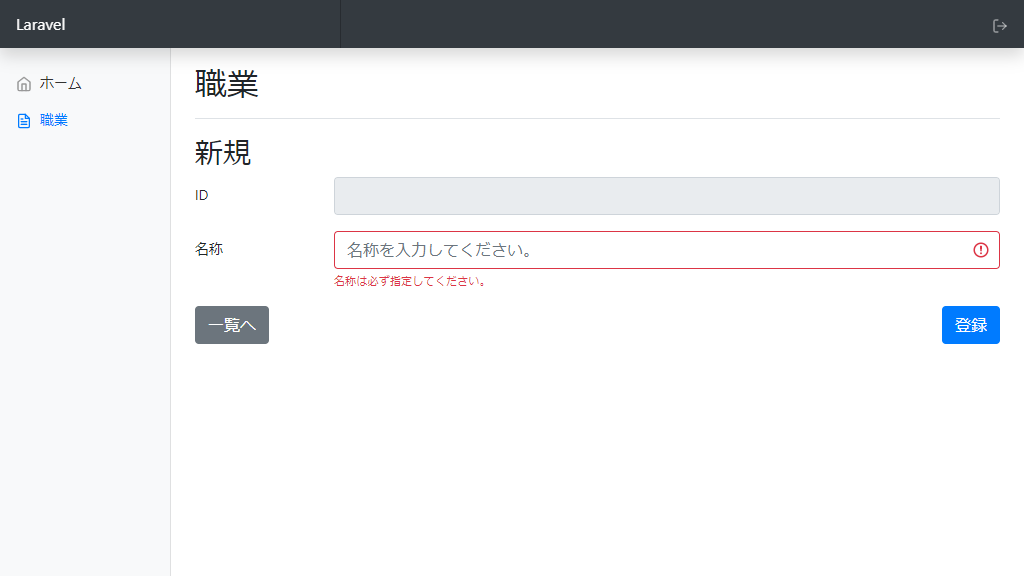 Laravel
ホーム
職業
職業
新規
ID
名称
名称を入力してください。
名称は必ず指定してください。
一覧へ
登録